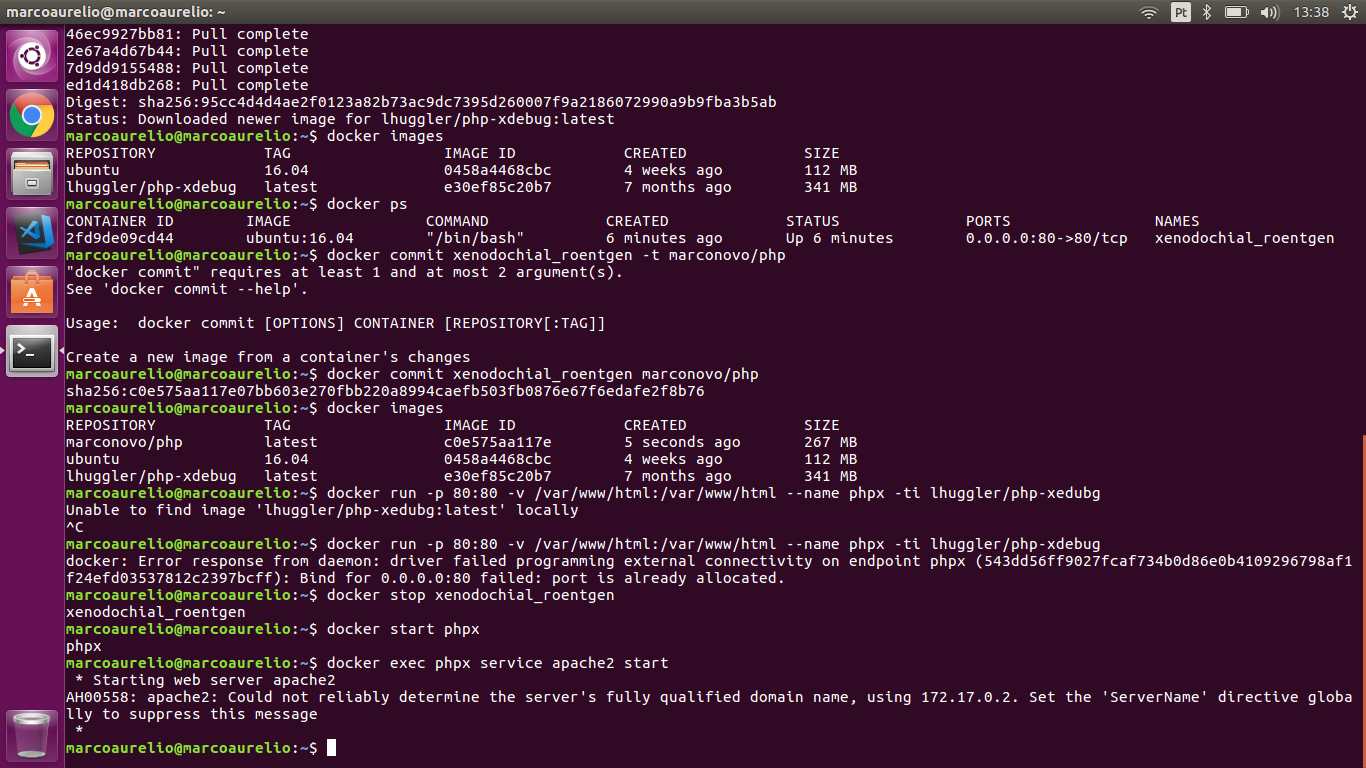 marcoaurelio@marcoaurelio: ~
Pt
13:38
46ec9927bb81: Pull complete
2e67a4d67b44: Pull complete
7d9dd9155488: Pull complete
ed1d418db268: Pull complete
Digest: sha256:95cc4d4d4ae2f0123a82b73ac9dc7395d260007f9a2186072990a9b9fba3b5ab
Status: Downloaded newer image for lhuggler/php-xdebug:latest
marcoaurelio@marcoaurelio:~$ docker images
REPOSITORY            TAG                 IMAGE ID            CREATED             SIZE
ubuntu                16.04               0458a4468cbc        4 weeks ago         112 MB
lhuggler/php-xdebug   latest              e30ef85c20b7        7 months ago        341 MB
marcoaurelio@marcoaurelio:~$ docker ps
CONTAINER ID        IMAGE               COMMAND             CREATED             STATUS              PORTS                NAMES
2fd9de09cd44        ubuntu:16.04        "/bin/bash"         6 minutes ago       Up 6 minutes        0.0.0.0:80->80/tcp   xenodochial_roentgen
marcoaurelio@marcoaurelio:~$ docker commit xenodochial_roentgen -t marconovo/php
"docker commit" requires at least 1 and at most 2 argument(s).
See 'docker commit --help'.
Usage:  docker commit [OPTIONS] CONTAINER [REPOSITORY[:TAG]]
Create a new image from a container's changes
marcoaurelio@marcoaurelio:~$ docker commit xenodochial_roentgen marconovo/php
sha256:c0e575aa117e07bb603e270fbb220a8994caefb503fb0876e67f6edafe2f8b76
marcoaurelio@marcoaurelio:~$ docker images
REPOSITORY            TAG                 IMAGE ID            CREATED             SIZE
marconovo/php         latest              c0e575aa117e        5 seconds ago       267 MB
ubuntu                16.04               0458a4468cbc        4 weeks ago         112 MB
lhuggler/php-xdebug   latest              e30ef85c20b7        7 months ago        341 MB
marcoaurelio@marcoaurelio:~$ docker run -p 80:80 -v /var/www/html:/var/www/html --name phpx -ti lhuggler/php-xedubg
Unable to find image 'lhuggler/php-xedubg:latest' locally
^C
marcoaurelio@marcoaurelio:~$ docker run -p 80:80 -v /var/www/html:/var/www/html --name phpx -ti lhuggler/php-xdebug
docker: Error response from daemon: driver failed programming external connectivity on endpoint phpx (543dd56ff9027fcaf734b0d86e0b4109296798af1
f24efd03537812c2397bcff): Bind for 0.0.0.0:80 failed: port is already allocated.
marcoaurelio@marcoaurelio:~$ docker stop xenodochial_roentgen
xenodochial_roentgen
marcoaurelio@marcoaurelio:~$ docker start phpx
phpx
marcoaurelio@marcoaurelio:~$ docker exec phpx service apache2 start
 * Starting web server apache2
AH00558: apache2: Could not reliably determine the server's fully qualified domain name, using 172.17.0.2. Set the 'ServerName' directive globa
lly to suppress this message
 *
marcoaurelio@marcoaurelio:~$